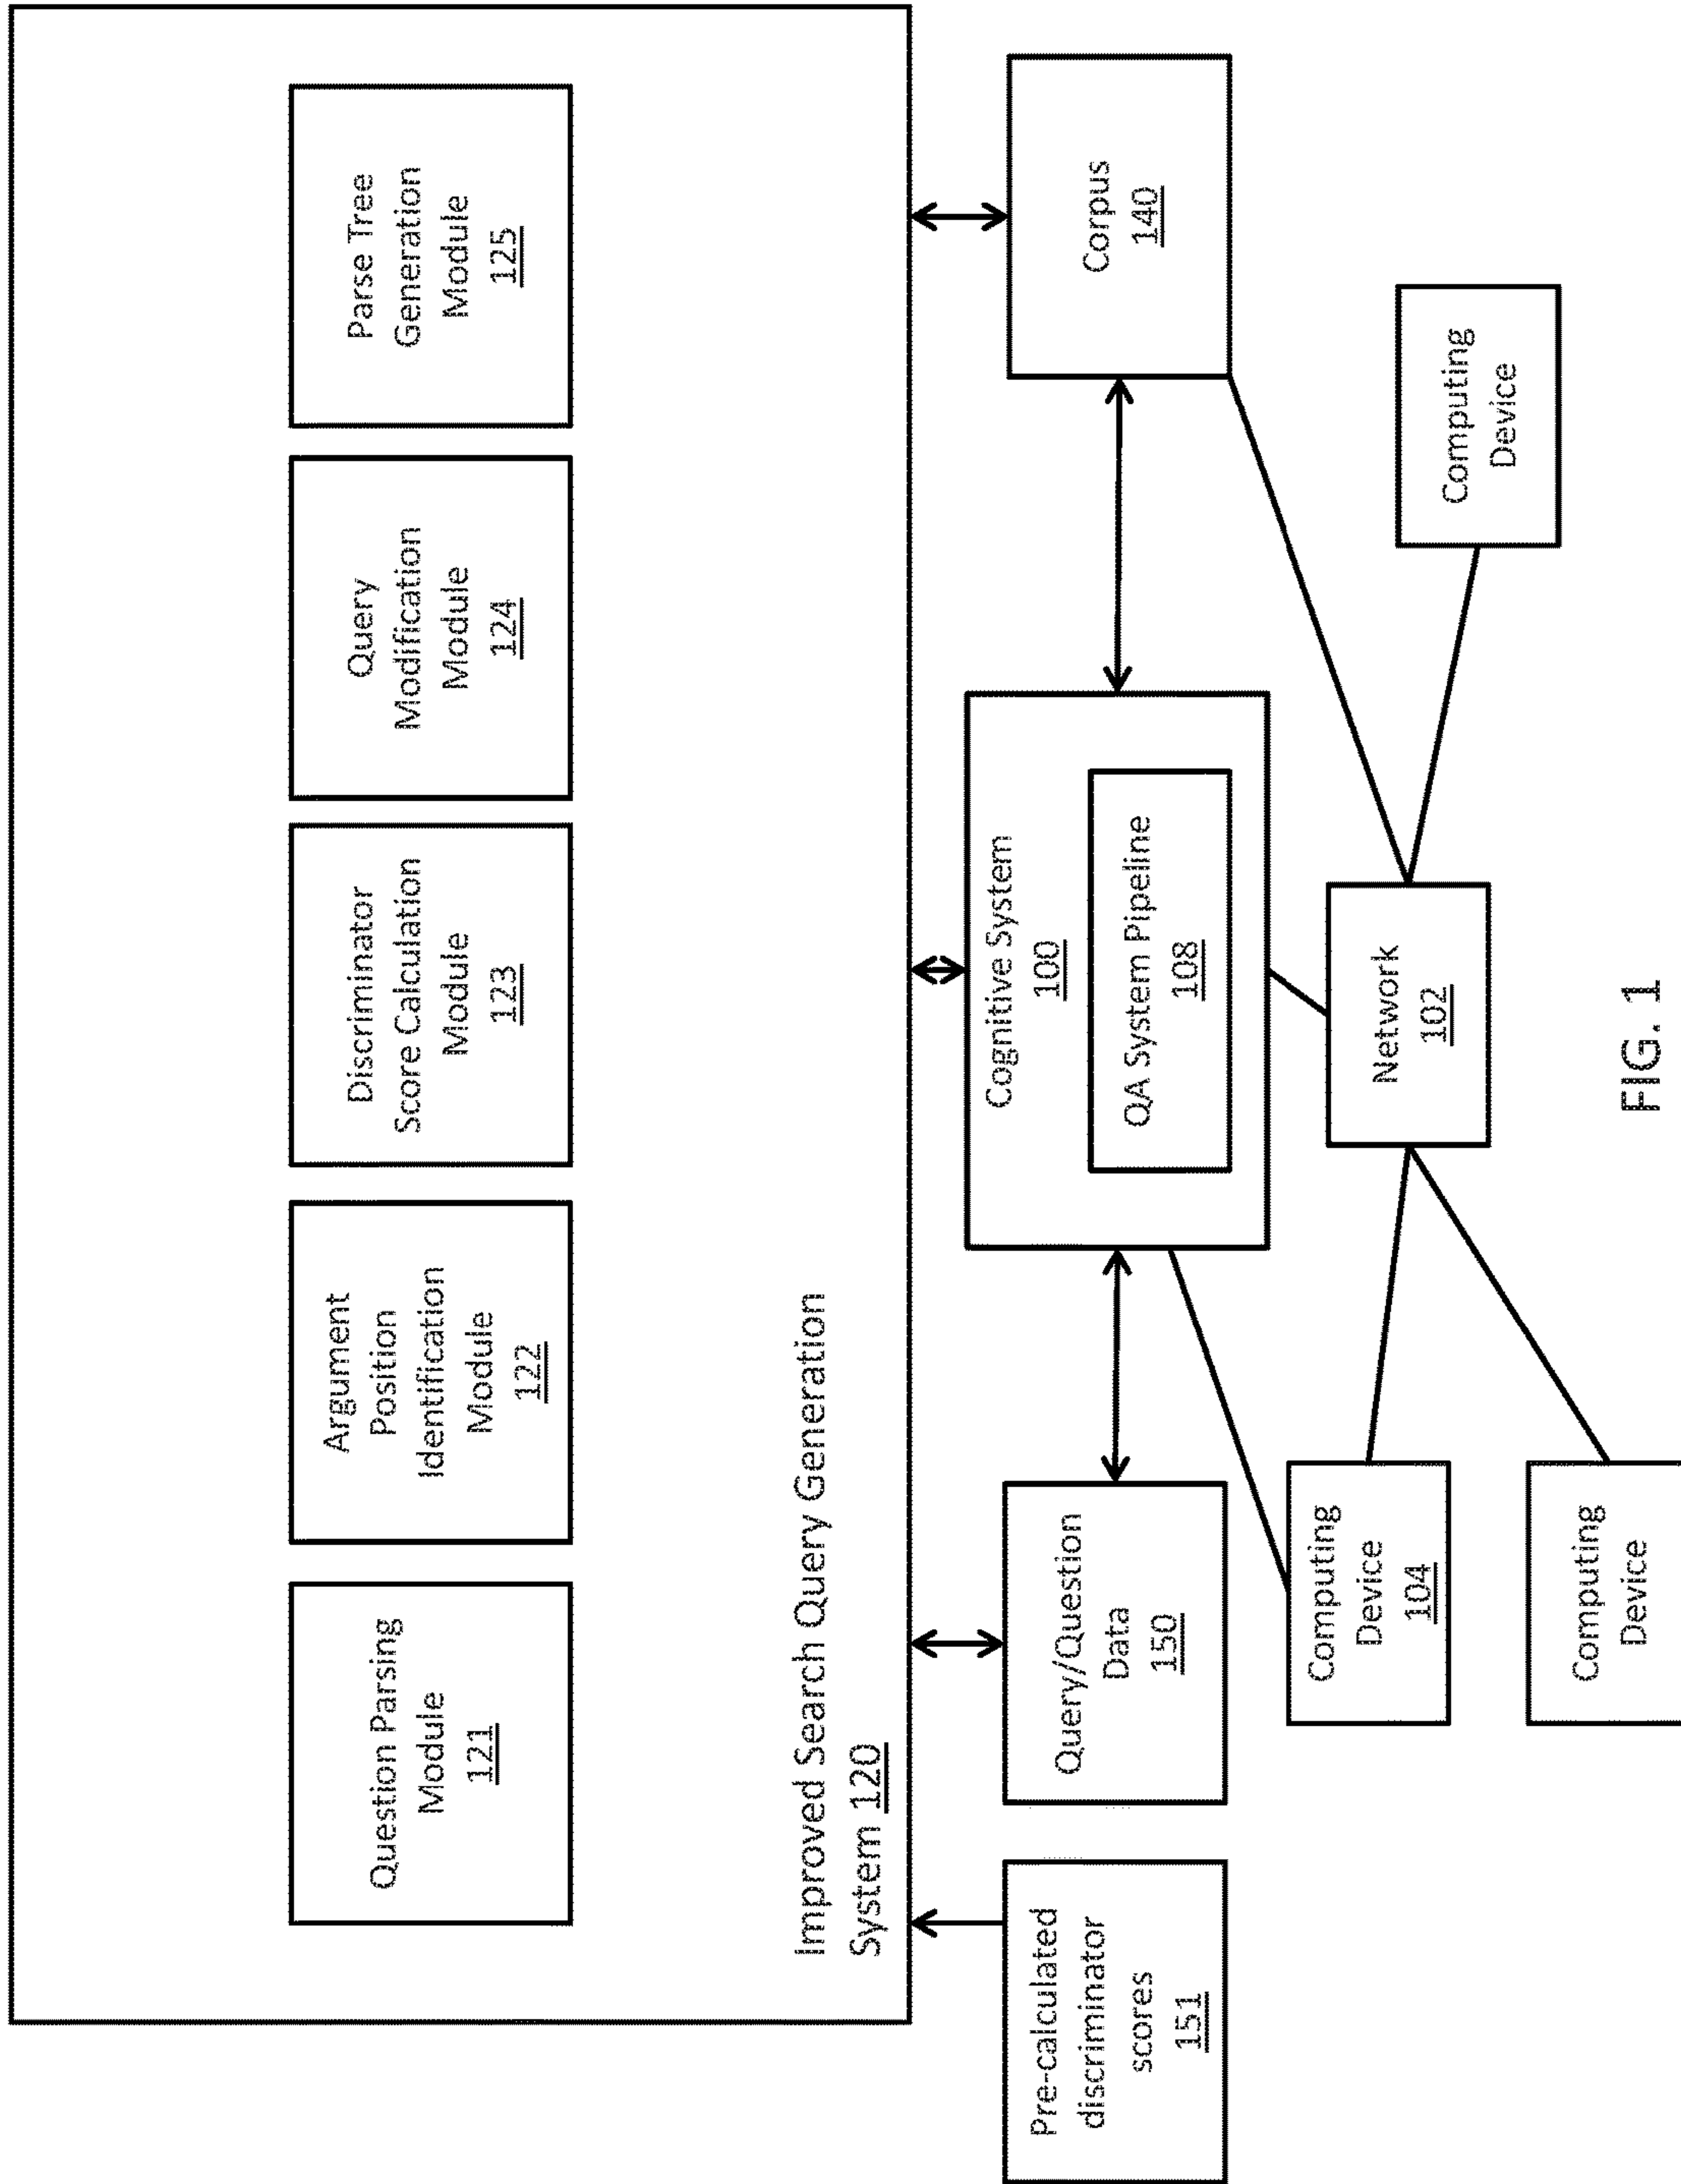 Question Parsing
Module
121
Argument
Position
Identification
Module
122
Discriminator
Score Calculation
Module
123
Query
Modification
Module
124
Parse Tree
Generation
Module
125
Improved Search Query Generation
System 120
Pre-calculated
discriminator
scores
151
Query/Question
Data
150
Cognitive System
100
QA System Pipeline
108
Corpus
140
Computing
Device
104
Network
102
Computing
Device
Computing
Device
FIG. 1